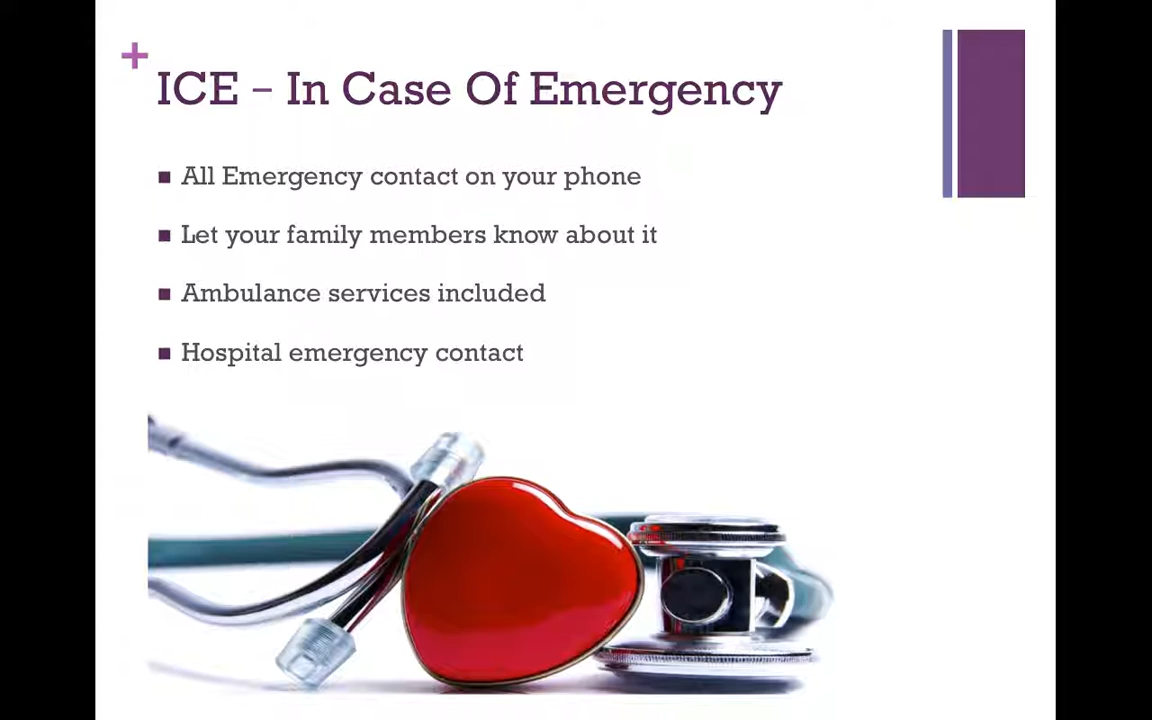 ICE – In Case Of Emergency
All Emergency contact on your phone
Let your family members know about it
Ambulance services included
Hospital emergency contact